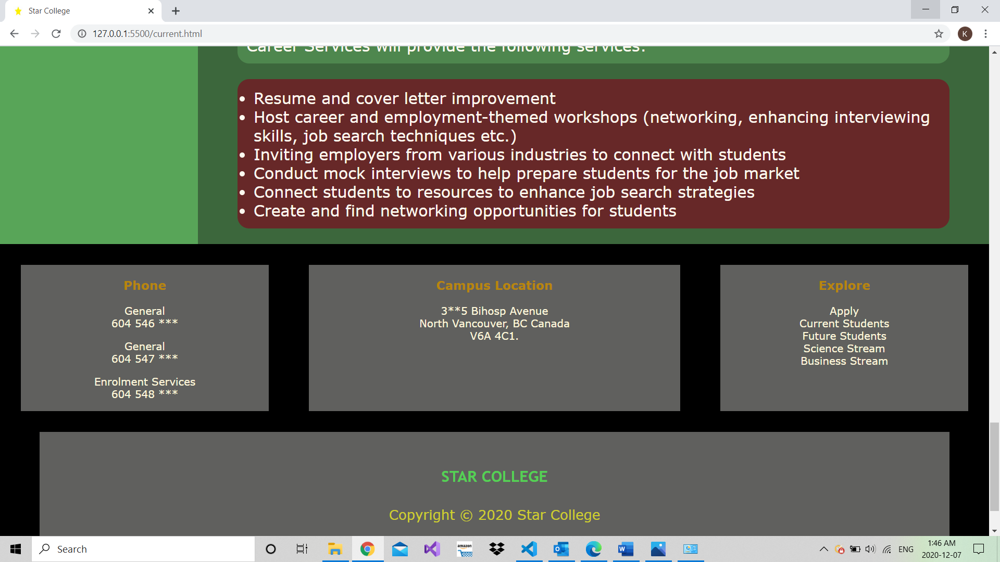 Star College
127.0.0.1:5500/current.html
K
Career Services will provide the following services:
Resume and cover letter improvement
Host career and employment-themed workshops (networking, enhancing interviewing
skills, job search techniques etc.)
Inviting employers from various industries to connect with students
Conduct mock interviews to help prepare students for the job market
Connect students to resources to enhance job search strategies
Create and find networking opportunities for students
Phone
General
604 546 ***
General
604 547 ***
Enrolment Services
604 548 ***
Campus Location
3**5 Bihosp Avenue
North Vancouver, BC Canada
V6A 4C1.
Explore
Apply
Current Students
Future Students
Science Stream
Business Stream
STAR COLLEGE
Copyright © 2020 Star College
Search
amazon
ENG
1:46 AM
2020-12-07